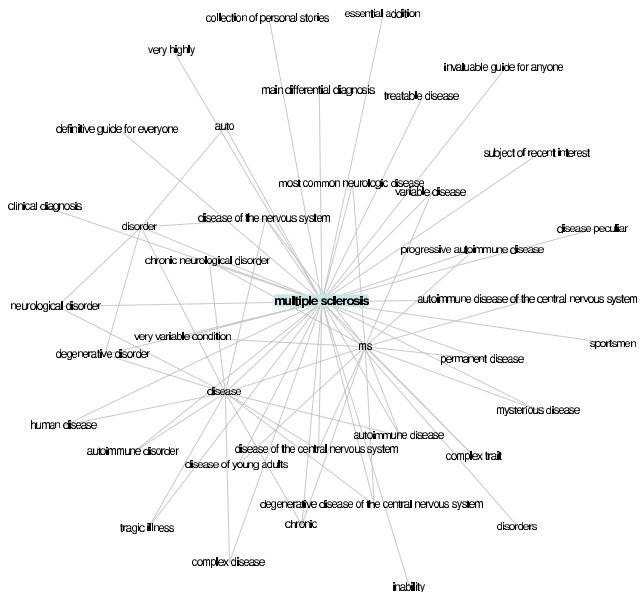 essential addition
collection of personal stories
very highly
invaluable guide for anyone
main differential diagnosis
treatable disease
auto
definitive guide for everyone
subject of recent interest
most common neurologic disease
variable disease
clinical diagnosis
disease of the nervous system
disorder
disease peculiar
progressive autoimmune disease
chronic neurological disorder
multiple sclerosis
autoimmune disease of the central nervous system
neurological disorder
very variable condition
sportsmen
ms
degenerative disorder
permanent disease
disease
mysterious disease
human disease
autoimmune disease
autoimmune disorder
disease of the central nervous system
complex trait
disease of young adults
degenerative disease of the central nervous system
chronic
disorders
tragic illness
complex disease
inability